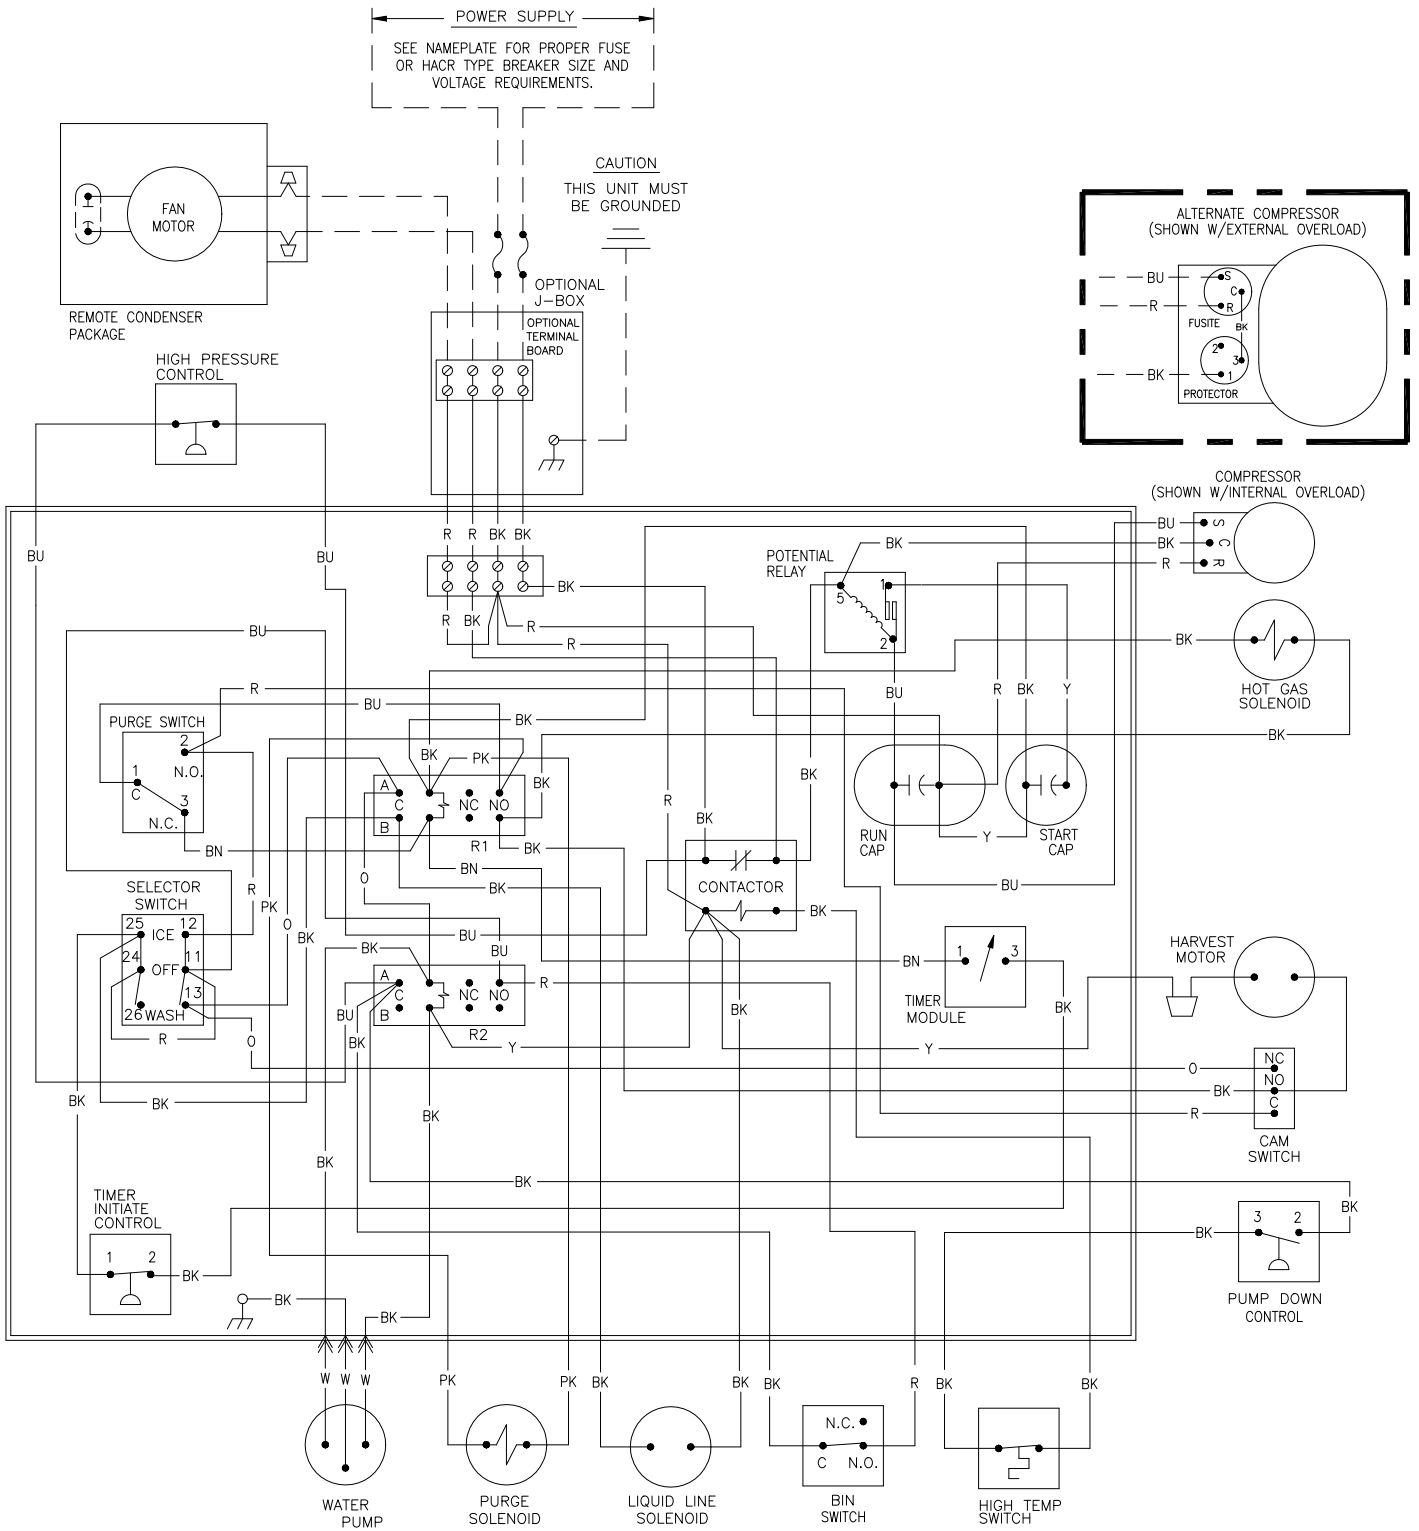 POWER SUPPLY
SEE NAMEPLATE FOR PROPER FUSE
OR HACR TYPE BREAKER SIZE AND
VOLTAGE REQUIREMENTS.
CAUTION
THIS UNIT MUST
BE GROUNDED
FAN
MOTOR
REMOTE CONDENSER
PACKAGE
ALTERNATE COMPRESSOR
(SHOWN W/EXTERNAL OVERLOAD)
BU
S
C
R
R
FUSITE
BK
2
3
BK
1
PROTECTOR
OPTIONAL
J-BOX
OPTIONAL
TERMINAL
BOARD
HIGH PRESSURE
CONTROL
COMPRESSOR
(SHOWN W/INTERNAL OVERLOAD)
BU
S
BK
C
R
R
R
R
BK
BK
BU
BU
BK
POTENTIAL
RELAY
BK
5
1
2
R
BK
R
R
BU
BK
HOT GAS
SOLENOID
BK
R
BU
BU
R
BK
Y
PURGE SWITCH
2
N.O.
1
C
3
N.C.
BK
BK
PK
BK
A
C
NC
NO
B
R1
BK
BN
BN
BK
BK
R
BK
RUN
CAP
Y
START
CAP
BU
CONTACTOR
BK
SELECTOR
SWITCH
25
12
ICE
24
11
OFF
13
26
WASH
R
R
PK
O
BK
O
O
BK
BU
BU
A
C
NC
NO
B
R2
R
BU
BK
Y
BK
BN
1
3
TIMER
MODULE
BK
HARVEST
MOTOR
Y
O
NC
NO
C
BK
R
CAM
SWITCH
BK
BK
BK
BK
BK
TIMER
INITIATE
CONTROL
1
2
BK
BK
BK
BK
3
2
BK
PUMP DOWN
CONTROL
W
W
W
PK
PK
BK
BK
BK
R
BK
BK
WATER
PUMP
PURGE
SOLENOID
LIQUID LINE
SOLENOID
N.C.
C
N.O.
BIN
SWITCH
HIGH TEMP
SWITCH